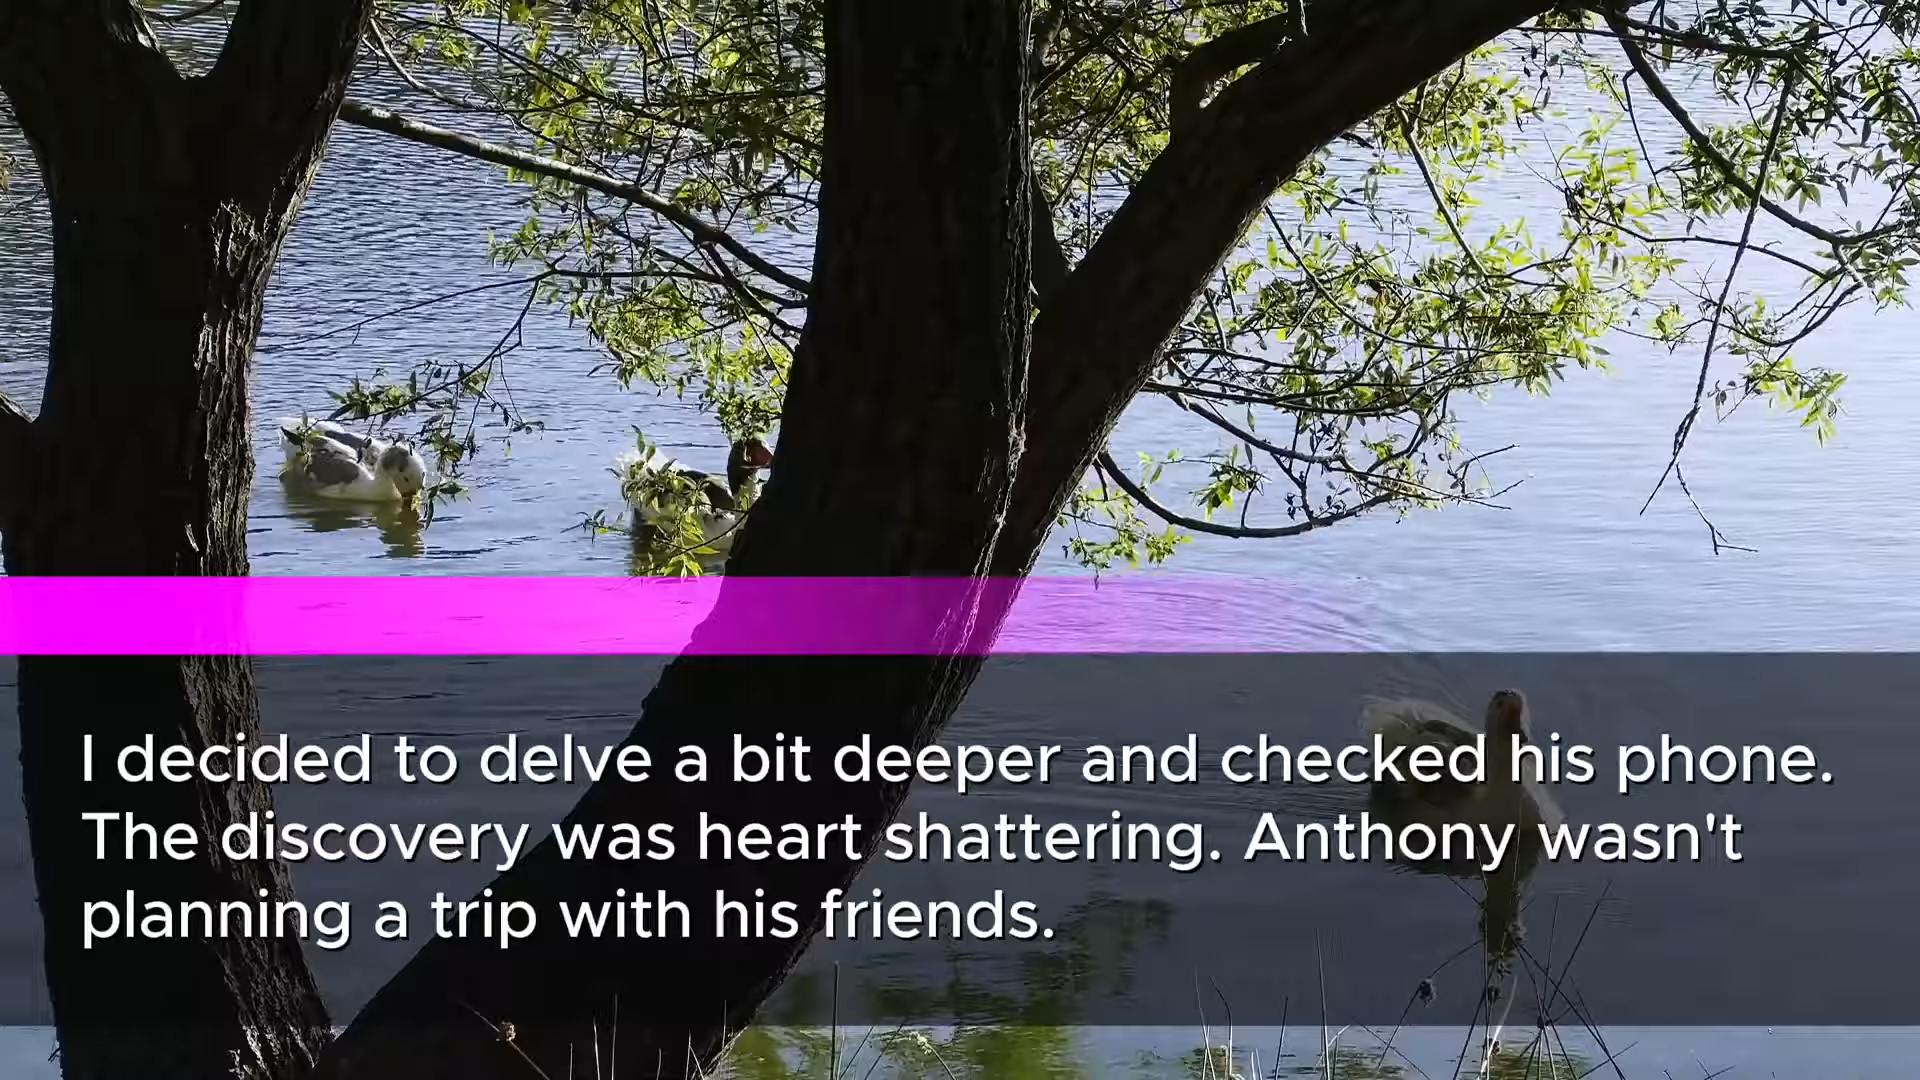 I decided to delve a bit deeper and checked his phone.
The discovery was heart shattering. Anthony wasn't
planning a trip with his friends.